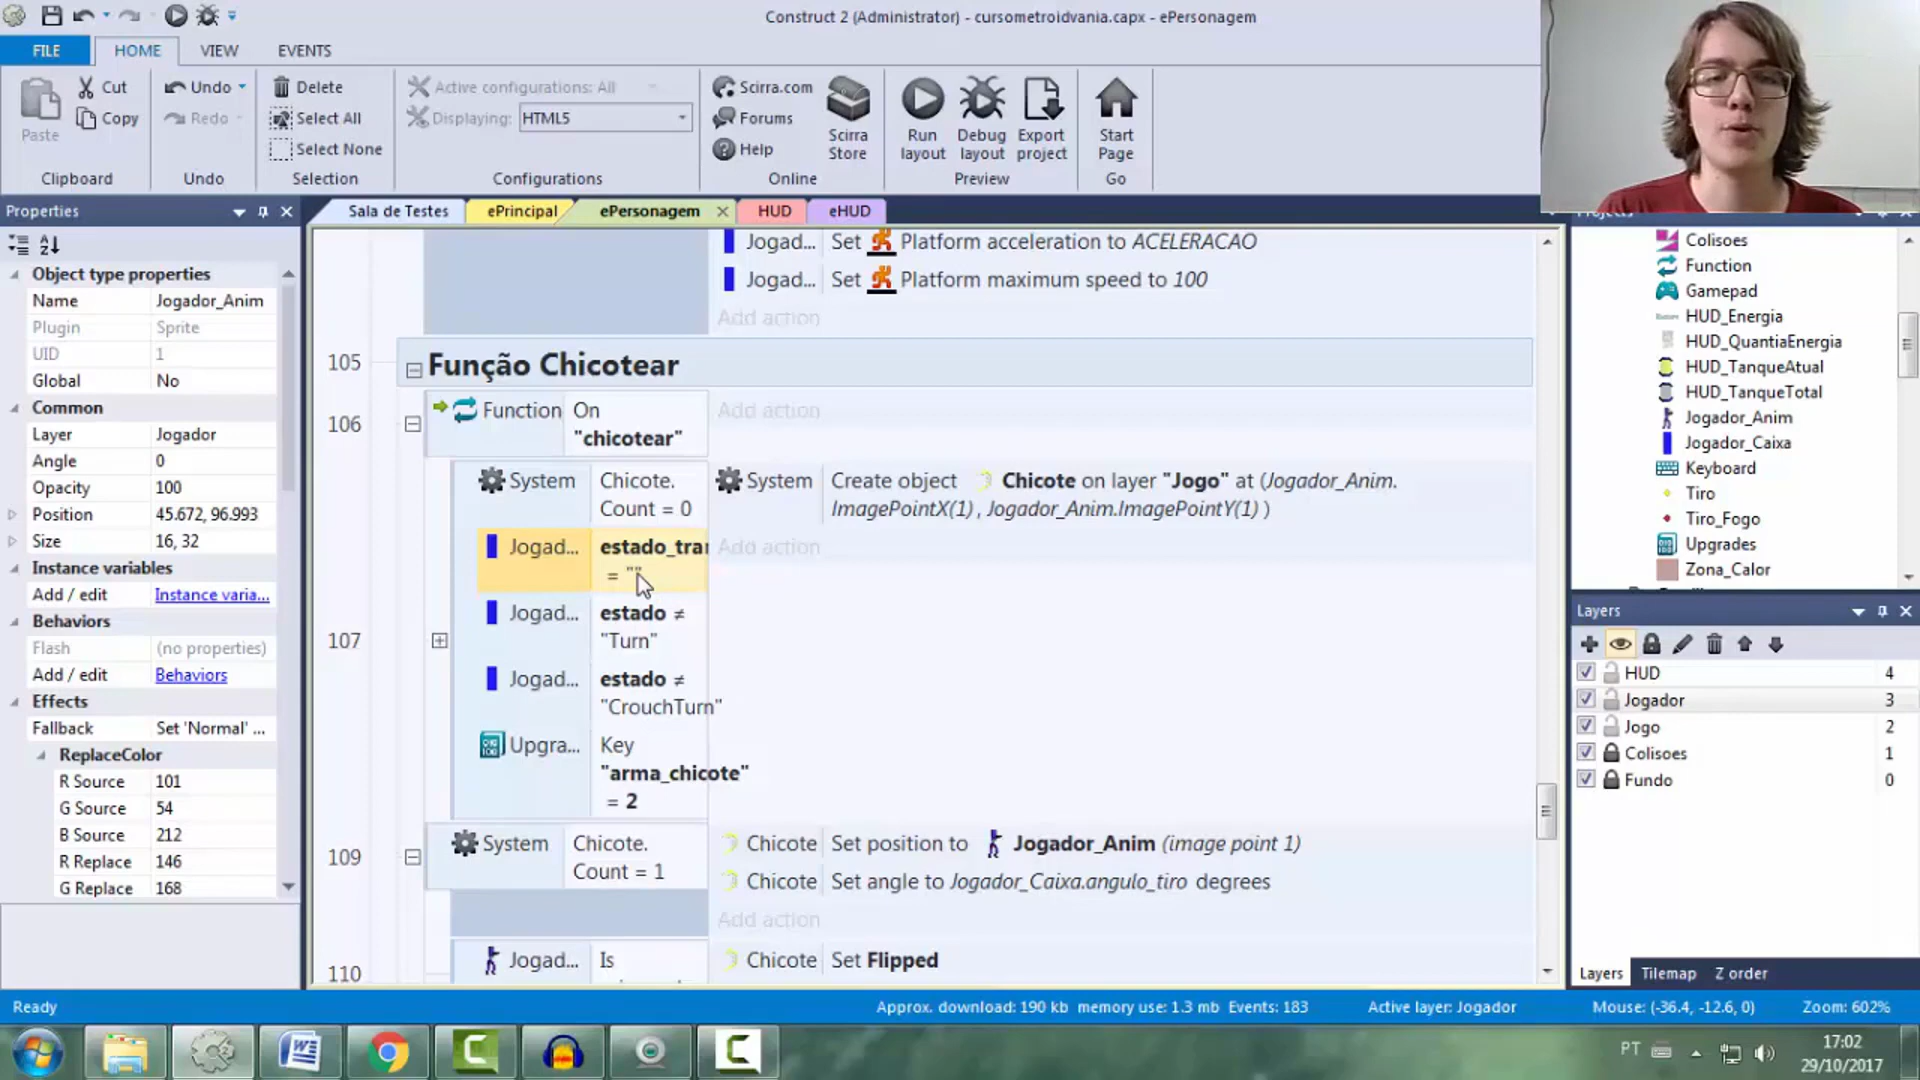 Construct 2 (Administrator) - cursometroidvania.capx - ePersonagem
FILE HOME VIEW EVENTS
Paste
Cut
Copy
Clipboard
Undo
Redo
Undo
Delete
Select All
Select None
Selection
Active configurations: All
Displaying: HTML5
Configurations
Scirra.com
Forums
Help
Scirra Store
Online
Run layout
Debug layout
Export project
Preview
Start Page
Go
Properties
Sala de Testes ePrincipal ePersonagem HUD eHUD
Object type properties
Name Jogador_Anim
Plugin Sprite
UID 1
Global No
Common
Layer Jogador
Angle 0
Opacity 100
Position 45.672, 96.993
Size 16, 32
Instance variables
Add / edit Instance varia...
Behaviors
Flash (no properties)
Add / edit Behaviors
Effects
Fallback Set 'Normal' ...
ReplaceColor
R Source 101
G Source 54
B Source 212
R Replace 146
G Replace 168
Jogad... Set Platform acceleration to ACELERACAO
Jogad... Set Platform maximum speed to 100
Add action
105 Função Chicotear
106 Function On "chicotear" Add action
System Chicote. Count = 0
System Create object Chicote on layer "Jogo" at (Jogador_Anim.
ImagePointX(1), Jogador_Anim.ImagePointY(1) )
Jogad... = "" Add action
107
Jogad... estado ≠ "Turn"
Jogad... estado ≠ "CrouchTurn"
Upgra... Key "arma_chicote" = 2
109 System Chicote. Count = 1
Chicote Set position to Jogador_Anim (image point 1)
Chicote Set angle to Jogador_Caixa.angulo_tiro degrees
Add action
110 Jogad... Is
Chicote Set Flipped
Colisoes
Function
Gamepad
HUD_Energia
HUD_QuantiaEnergia
HUD_TanqueAtual
HUD_TanqueTotal
Jogador_Anim
Jogador_Caixa
Keyboard
Tiro
Tiro_Fogo
Upgrades
Zona_Calor
Layers
HUD 4
Jogador 3
Jogo 2
Colisoes 1
Fundo 0
Layers Tilemap Z order
Ready
Approx. download: 190 kb memory use: 1.3 mb Events: 183 Active layer: Jogador Mouse: (-36.4, -12.6, 0) Zoom: 602%
PT
17:02
29/10/2017